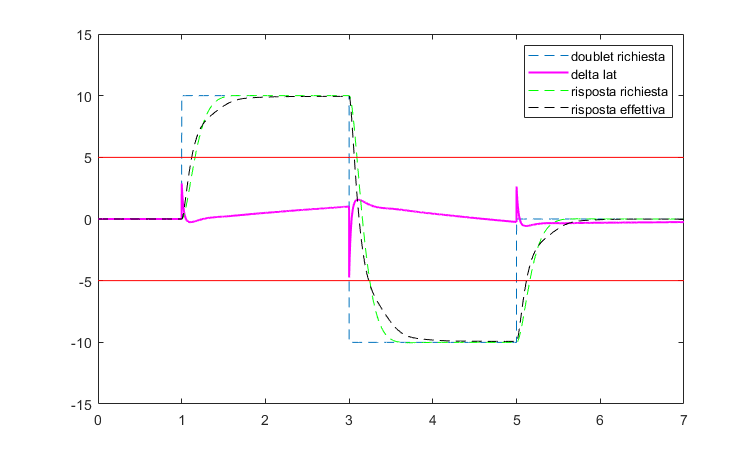 15
10
5
0
-5
-10
-15
0 1 2 3 4 5 6 7
doublet richiesta
delta lat
risposta richiesta
risposta effettiva